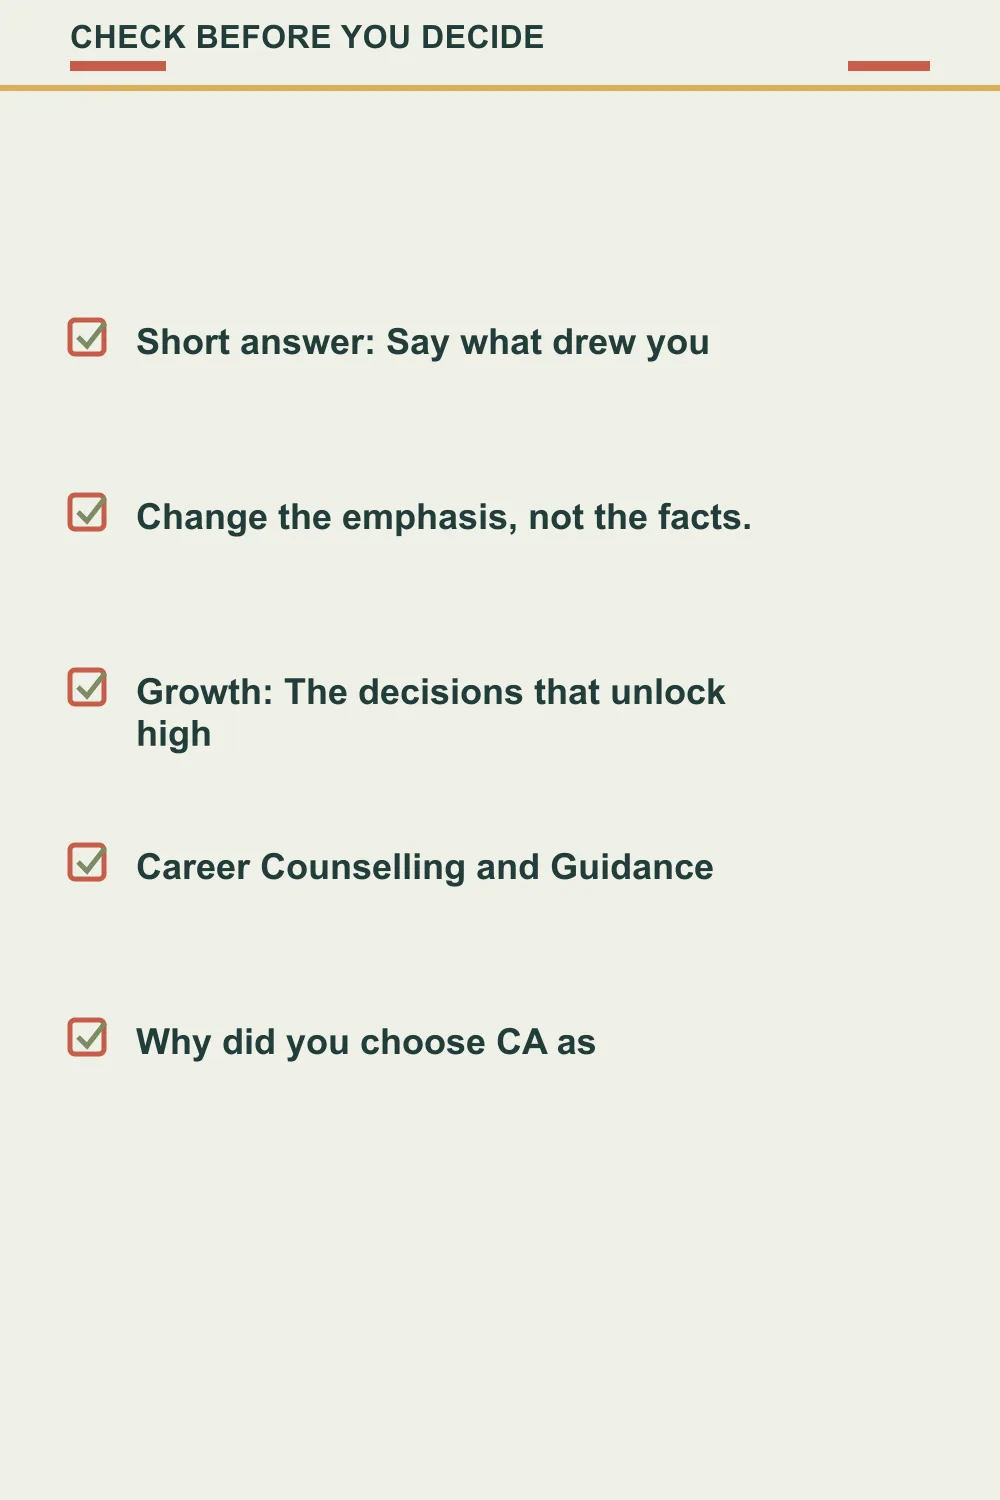 CHECK BEFORE YOU DECIDE
Short answer: Say what drew you
Change the emphasis, not the facts.
Growth: The decisions that unlock
high
Career Counselling and Guidance
Why did you choose CA as